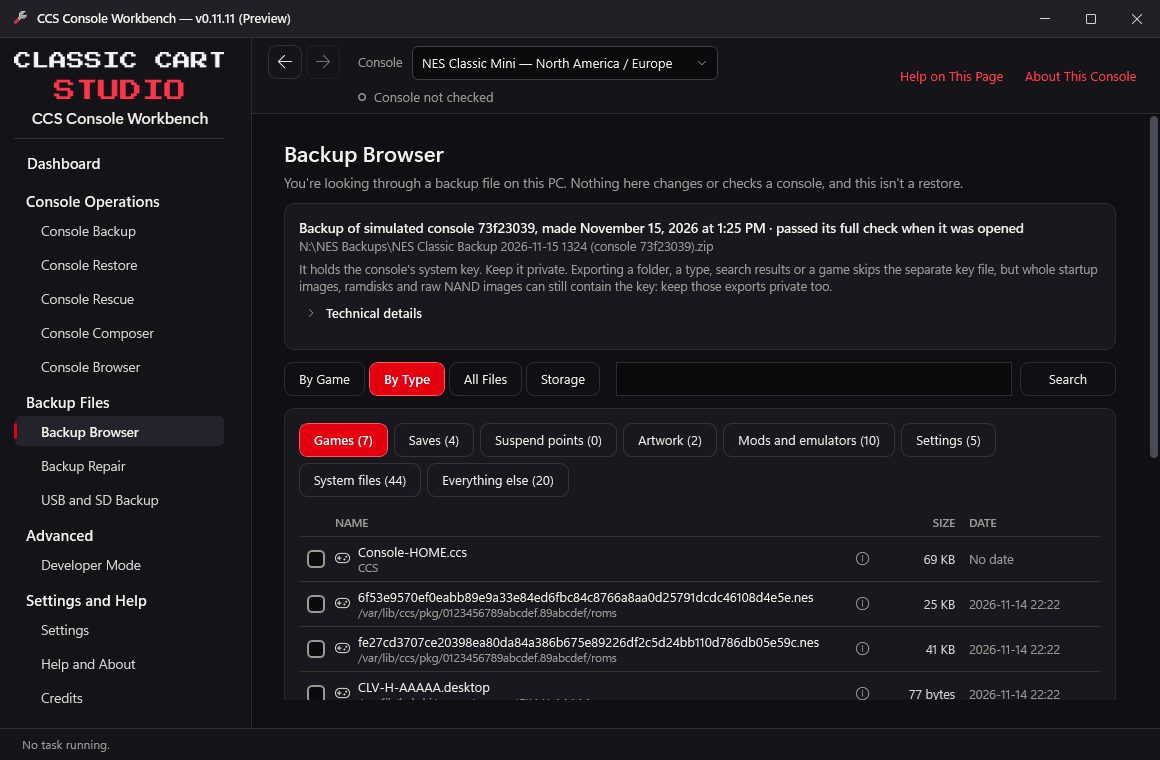 CCS Console Workbench — v0.11.11 (Preview)
CLASSIC CART
STUDIO
CCS Console Workbench
Dashboard
Console Operations
Console Backup
Console Restore
Console Rescue
Console Composer
Console Browser
Backup Files
Backup Browser
Backup Repair
USB and SD Backup
Advanced
Developer Mode
Settings and Help
Settings
Help and About
Credits
Console
NES Classic Mini — North America / Europe
Console not checked
Help on This Page
About This Console
Backup Browser
You're looking through a backup file on this PC. Nothing here changes or checks a console, and this isn't a restore.
Backup of simulated console 73f23039, made November 15, 2026 at 1:25 PM · passed its full check when it was opened
N:\NES Backups\NES Classic Backup 2026-11-15 1324 (console 73f23039).zip
It holds the console's system key. Keep it private. Exporting a folder, a type, search results or a game skips the separate key file, but whole startup
images, ramdisks and raw NAND images can still contain the key: keep those exports private too.
Technical details
By Game
By Type
All Files
Storage
Search
Games (7)
Saves (4)
Suspend points (0)
Artwork (2)
Mods and emulators (10)
Settings (5)
System files (44)
Everything else (20)
NAME SIZE DATE
Console-HOME.ccs
CCS
69 KB No date
6f53e9570ef0eabb89e9a33e84ed6fbc84c8766a8aa0d25791dcdc46108d4e5e.nes
/var/lib/ccs/pkg/0123456789abcdef.89abcdef/roms
25 KB 2026-11-14 22:22
fe27cd3707ce20398ea80da84a386b675e89226df2c5d24bb110d786db05e59c.nes
/var/lib/ccs/pkg/0123456789abcdef.89abcdef/roms
41 KB 2026-11-14 22:22
CLV-H-AAAAA.desktop
77 bytes 2026-11-14 22:22
No task running.